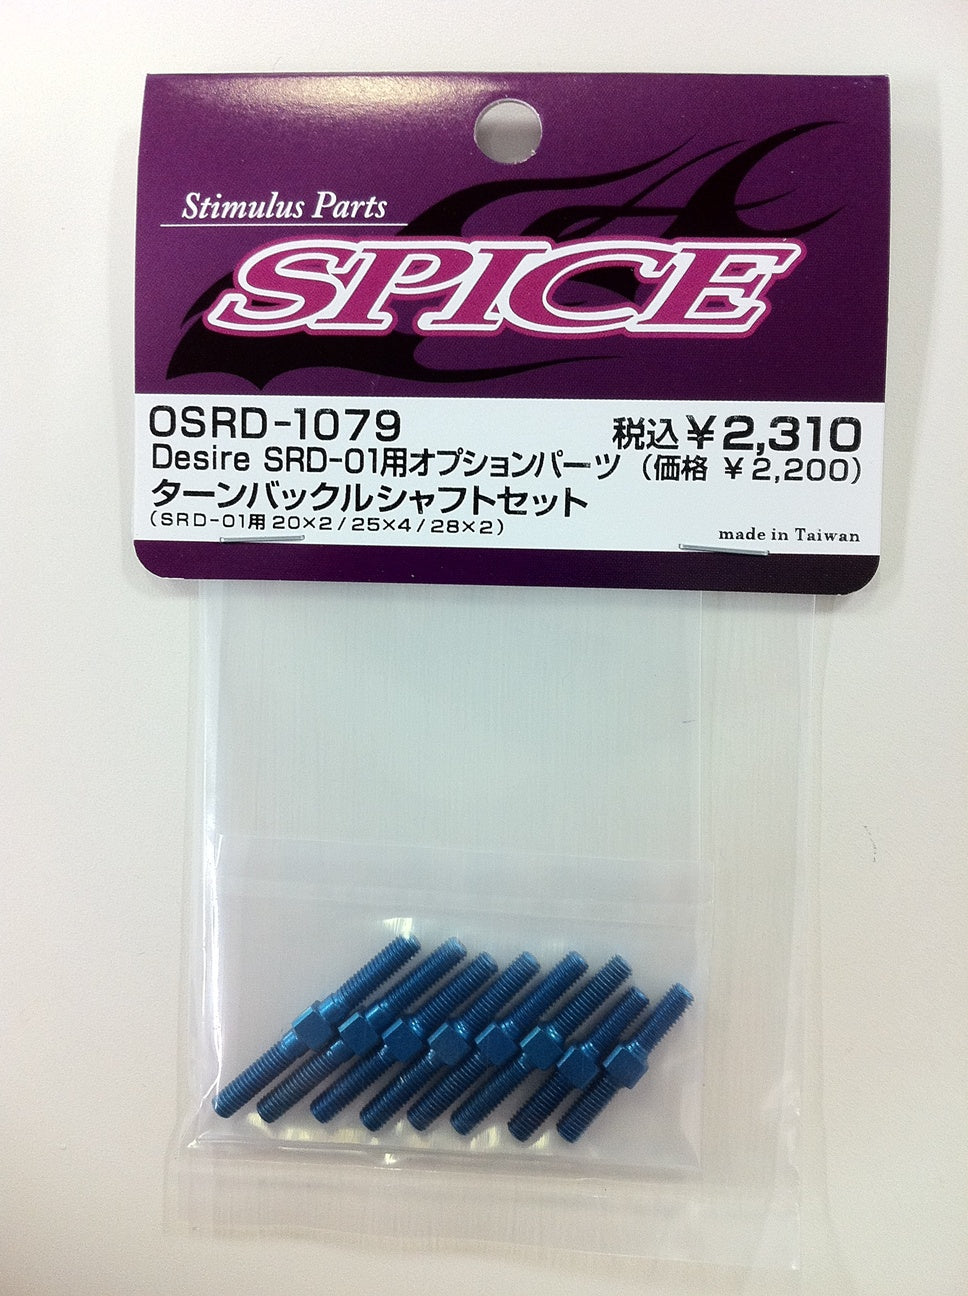 Stimulus Parts
SPICE
OSRD-1079
税込￥2,310
Desire SRD-01用オプションパーツ（価格 ￥2,200）
ターンバックルシャフトセット
（SRD-01用 20×2/25×4/28×2）
made in Taiwan